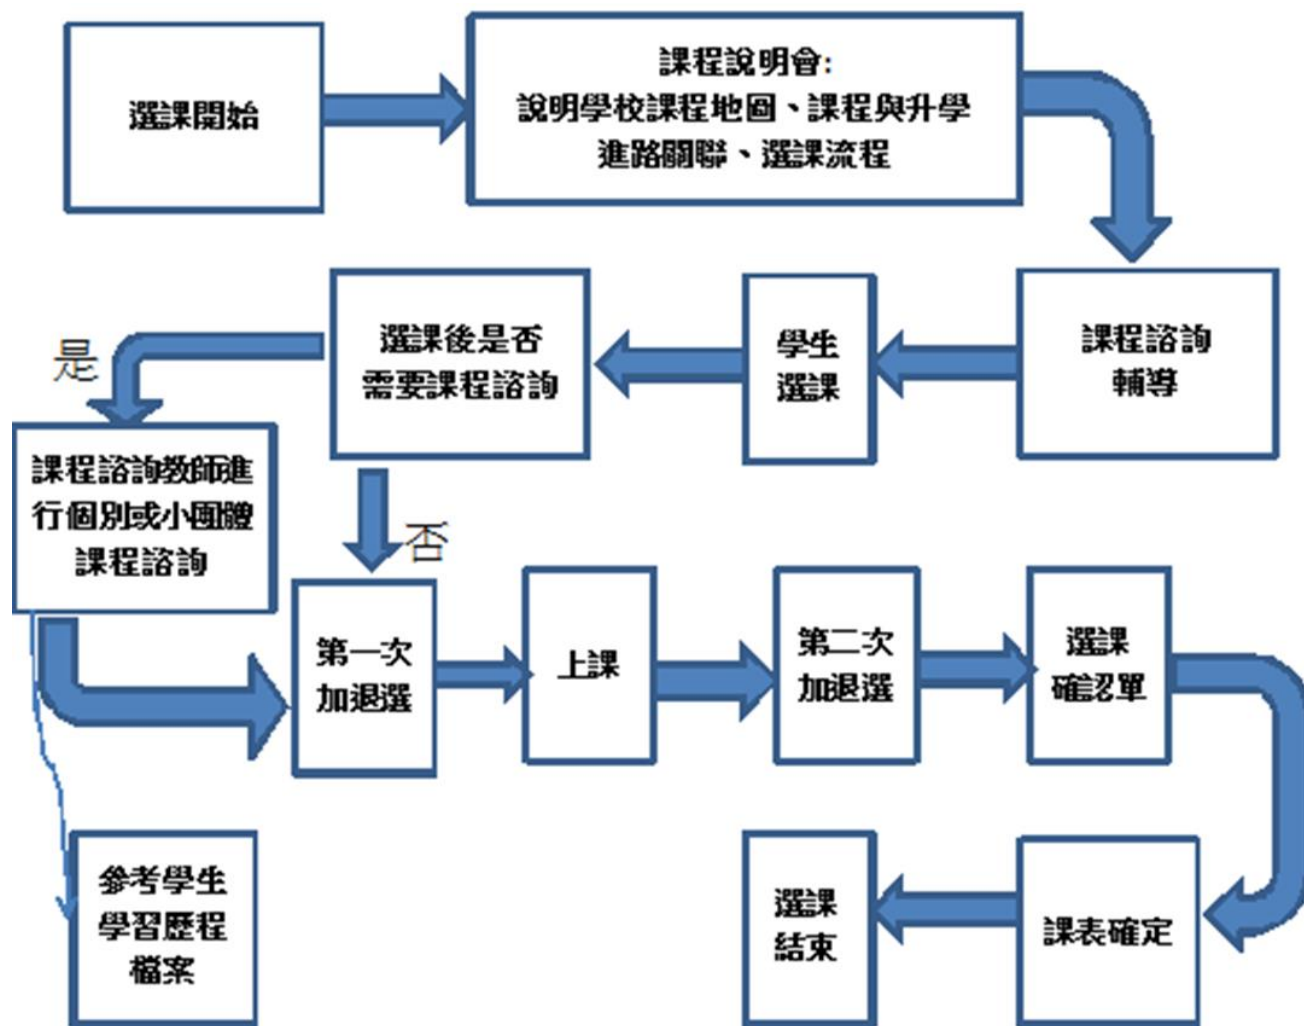 選課開始
課程說明會:
說明學校課程地圖、課程與升學
進路關聯、選課流程
課程諮詢
輔導
學生
選課
選課後是否
需要課程諮詢
是
課程諮詢教師進
行個別或小團體
課程諮詢
否
第一次
加退選
上課
第二次
加退選
選課
確認單
課表確定
選課
結束
參考學生
學習歷程
檔案